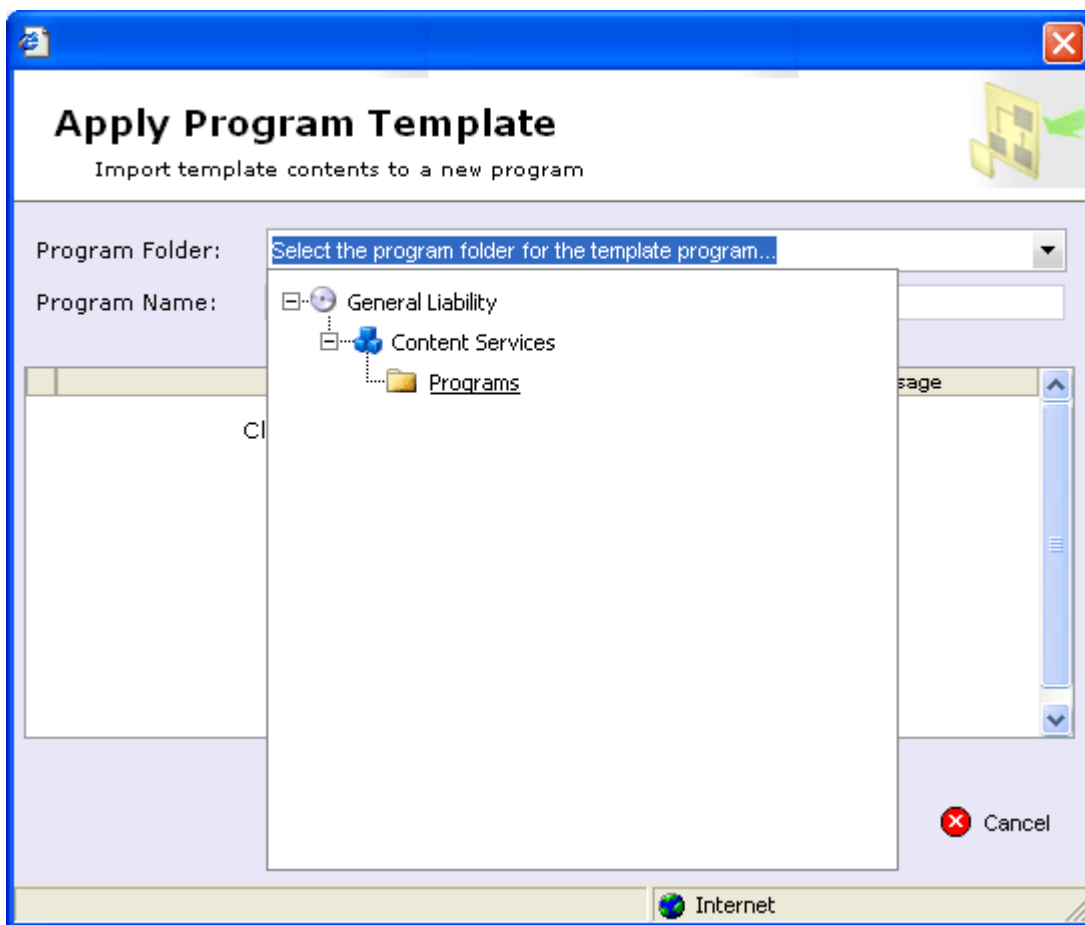 Apply Program Template
Import template contents to a new program
Program Folder: Select the program folder for the template program...
Program Name:
General Liability
Content Services
Programs
sage
Cl
Cancel
Internet